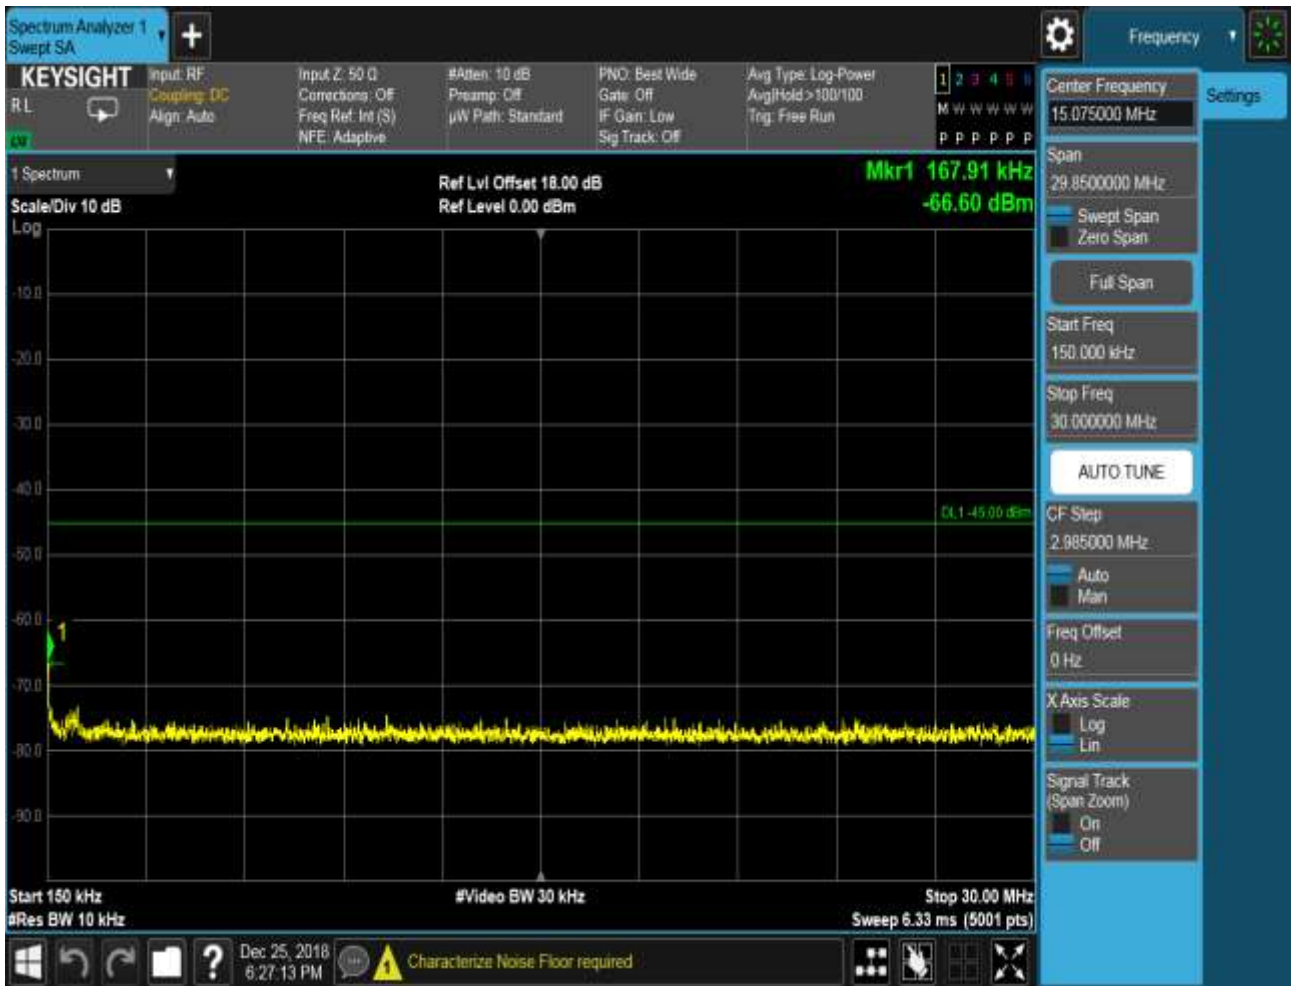 Spectrum Analyzer 1
Swept SA
Frequency
KEYSIGHT
RL
Input: RF
Coupling: DC
Align: Auto
Input Z: 50 Ω
Corrections: Off
Freq Ref: Int (S)
NFE: Adaptive
#Atten: 10 dB
Preamp: Off
µW Path: Standard
PNO: Best Wide
Gate: Off
IF Gain: Low
Sig Track: Off
Avg Type: Log-Power
Avg|Hold:>100/100
Trig: Free Run
1 2 3 4 5 6
M W W W W W
P P P P P P
1 Spectrum
Scale/Div 10 dB
Log
Ref Lvl Offset 18.00 dB
Ref Level 0.00 dBm
Mkr1 167.91 kHz
-66.60 dBm
-10.0
-20.0
-30.0
-40.0
DL1 -45.00 dBm
-50.0
-60.0
1
-70.0
-80.0
-90.0
Start 150 kHz
#Res BW 10 kHz
#Video BW 30 kHz
Stop 30.00 MHz
Sweep 6.33 ms (5001 pts)
?
Dec 25, 2018
6:27:13 PM
Characterize Noise Floor required
Center Frequency
15.075000 MHz
Settings
Span
29.8500000 MHz
Swept Span
Zero Span
Full Span
Start Freq
150.000 kHz
Stop Freq
30.000000 MHz
AUTO TUNE
CF Step
2.985000 MHz
Auto
Man
Freq Offset
0 Hz
X Axis Scale
Log
Lin
Signal Track
(Span Zoom)
On
Off